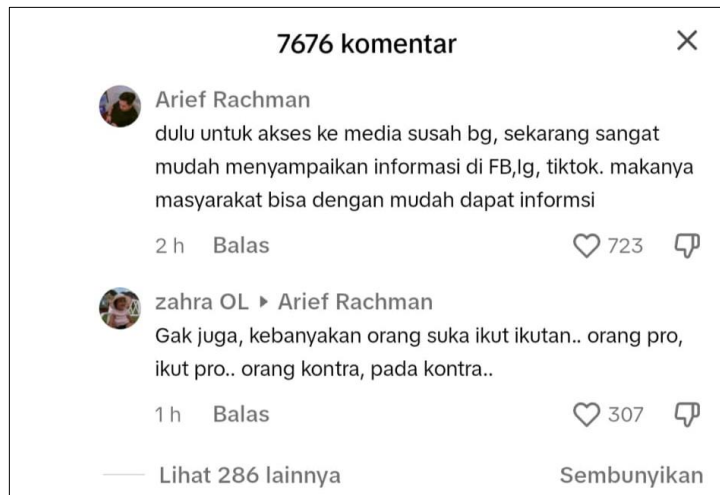 7676 komentar
Arief Rachman
dulu untuk akses ke media susah bg, sekarang sangat
mudah menyampaikan informasi di FB,Ig, tiktok. makanya
masyarakat bisa dengan mudah dapat informsi
2 h Balas 723
zahra OL ▸ Arief Rachman
Gak juga, kebanyakan orang suka ikut ikutan.. orang pro,
ikut pro.. orang kontra, pada kontra..
1 h Balas 307
Lihat 286 lainnya Sembunyikan